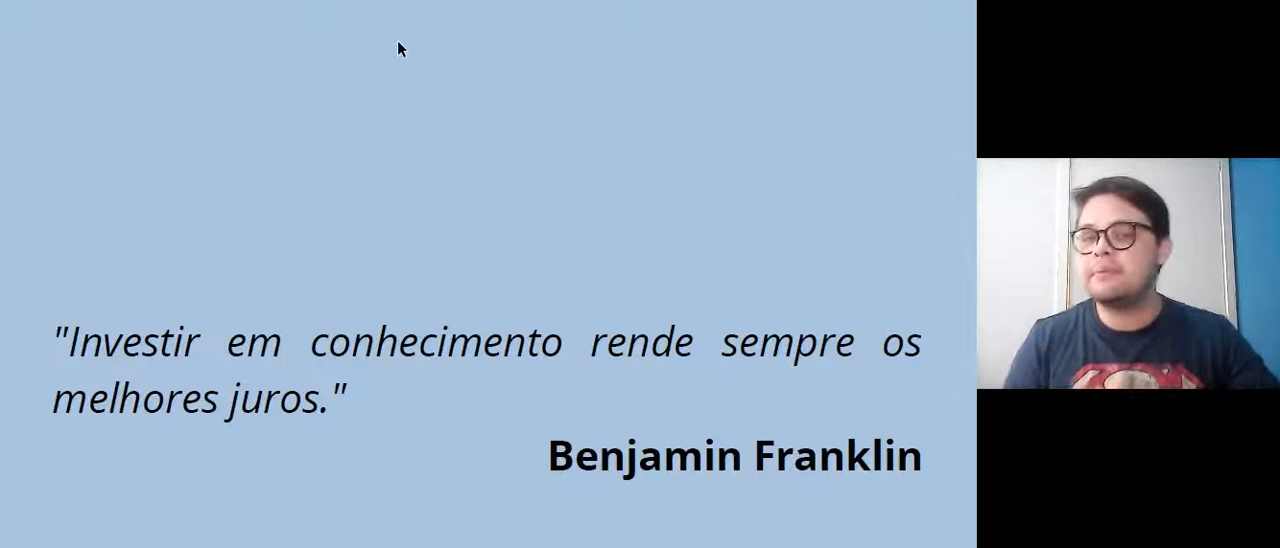 "Investir em conhecimento rende sempre os
melhores juros."
Benjamin Franklin